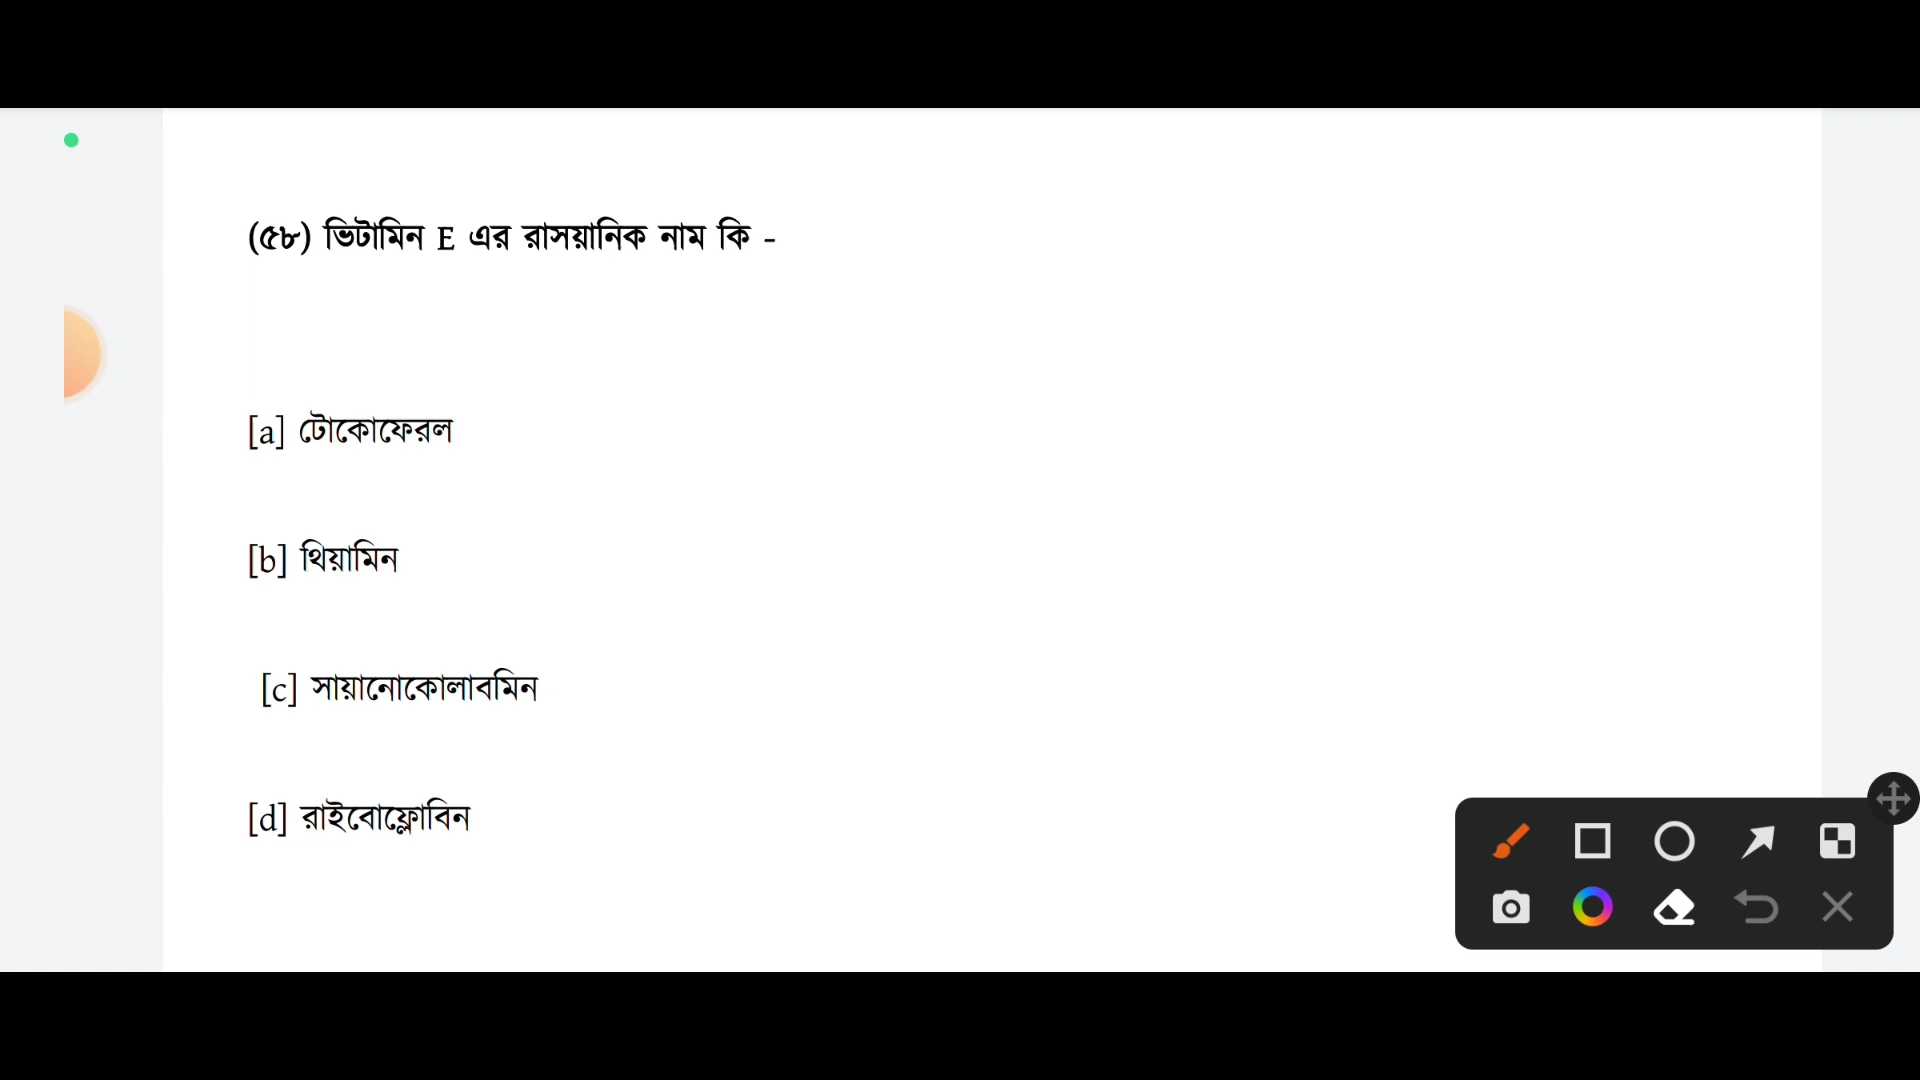 (৫৮) ভিটামিন E এর রাসয়ানিক নাম কি -
[a] টোকোফেরল
[b] থিয়ামিন
[c] সায়ানোকোলাবমিন
[d] রাইবোফ্লোবিন